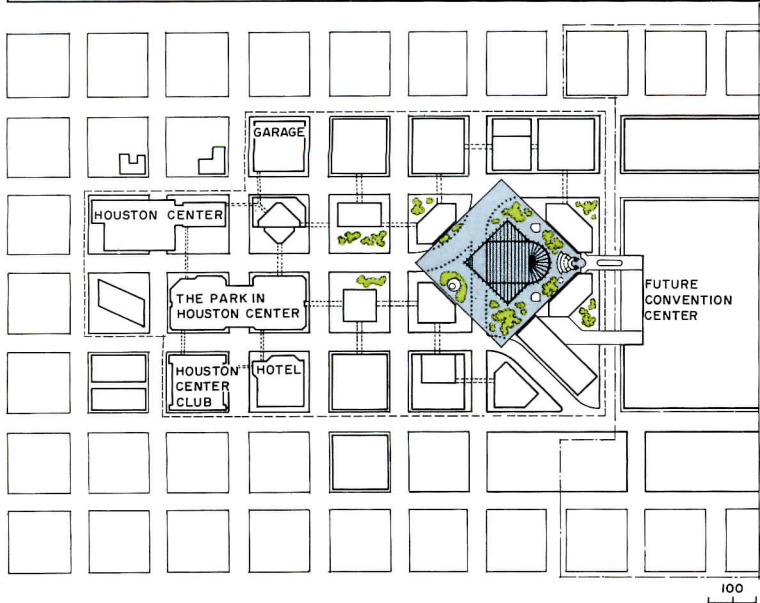 GARAGE
HOUSTON CENTER
THE PARK IN
HOUSTON CENTER
FUTURE
CONVENTION
CENTER
HOUSTON
CENTER
CLUB
HOTEL
100